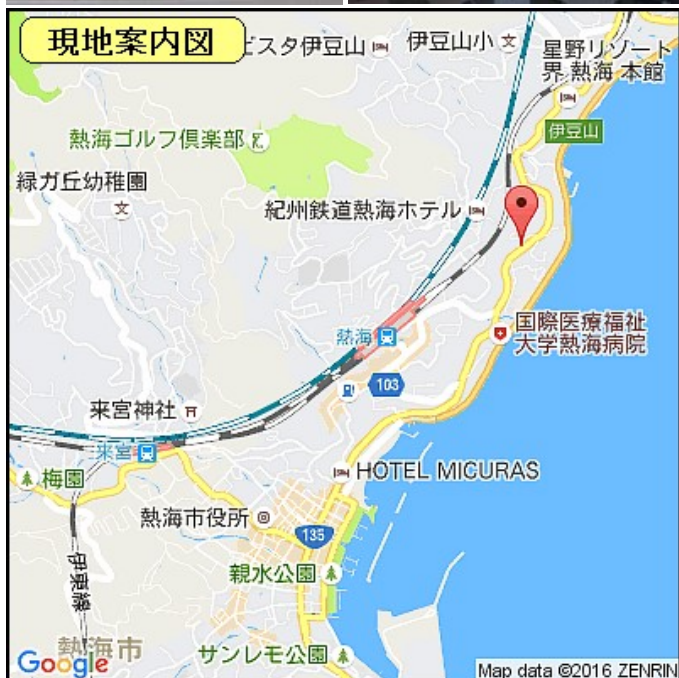 現地案内図
ビスタ伊豆山
伊豆山小
星野リゾート
界 熱海 本館
熱海ゴルフ倶楽部
伊豆山
緑ガ丘幼稚園
紀州鉄道熱海ホテル
熱海
国際医療福祉
大学熱海病院
103
来宮神社
来宮
HOTEL MICURAS
梅園
熱海市役所
135
伊東線
親水公園
熱海市
サンレモ公園
Google
Map data ©2016 ZENRIN